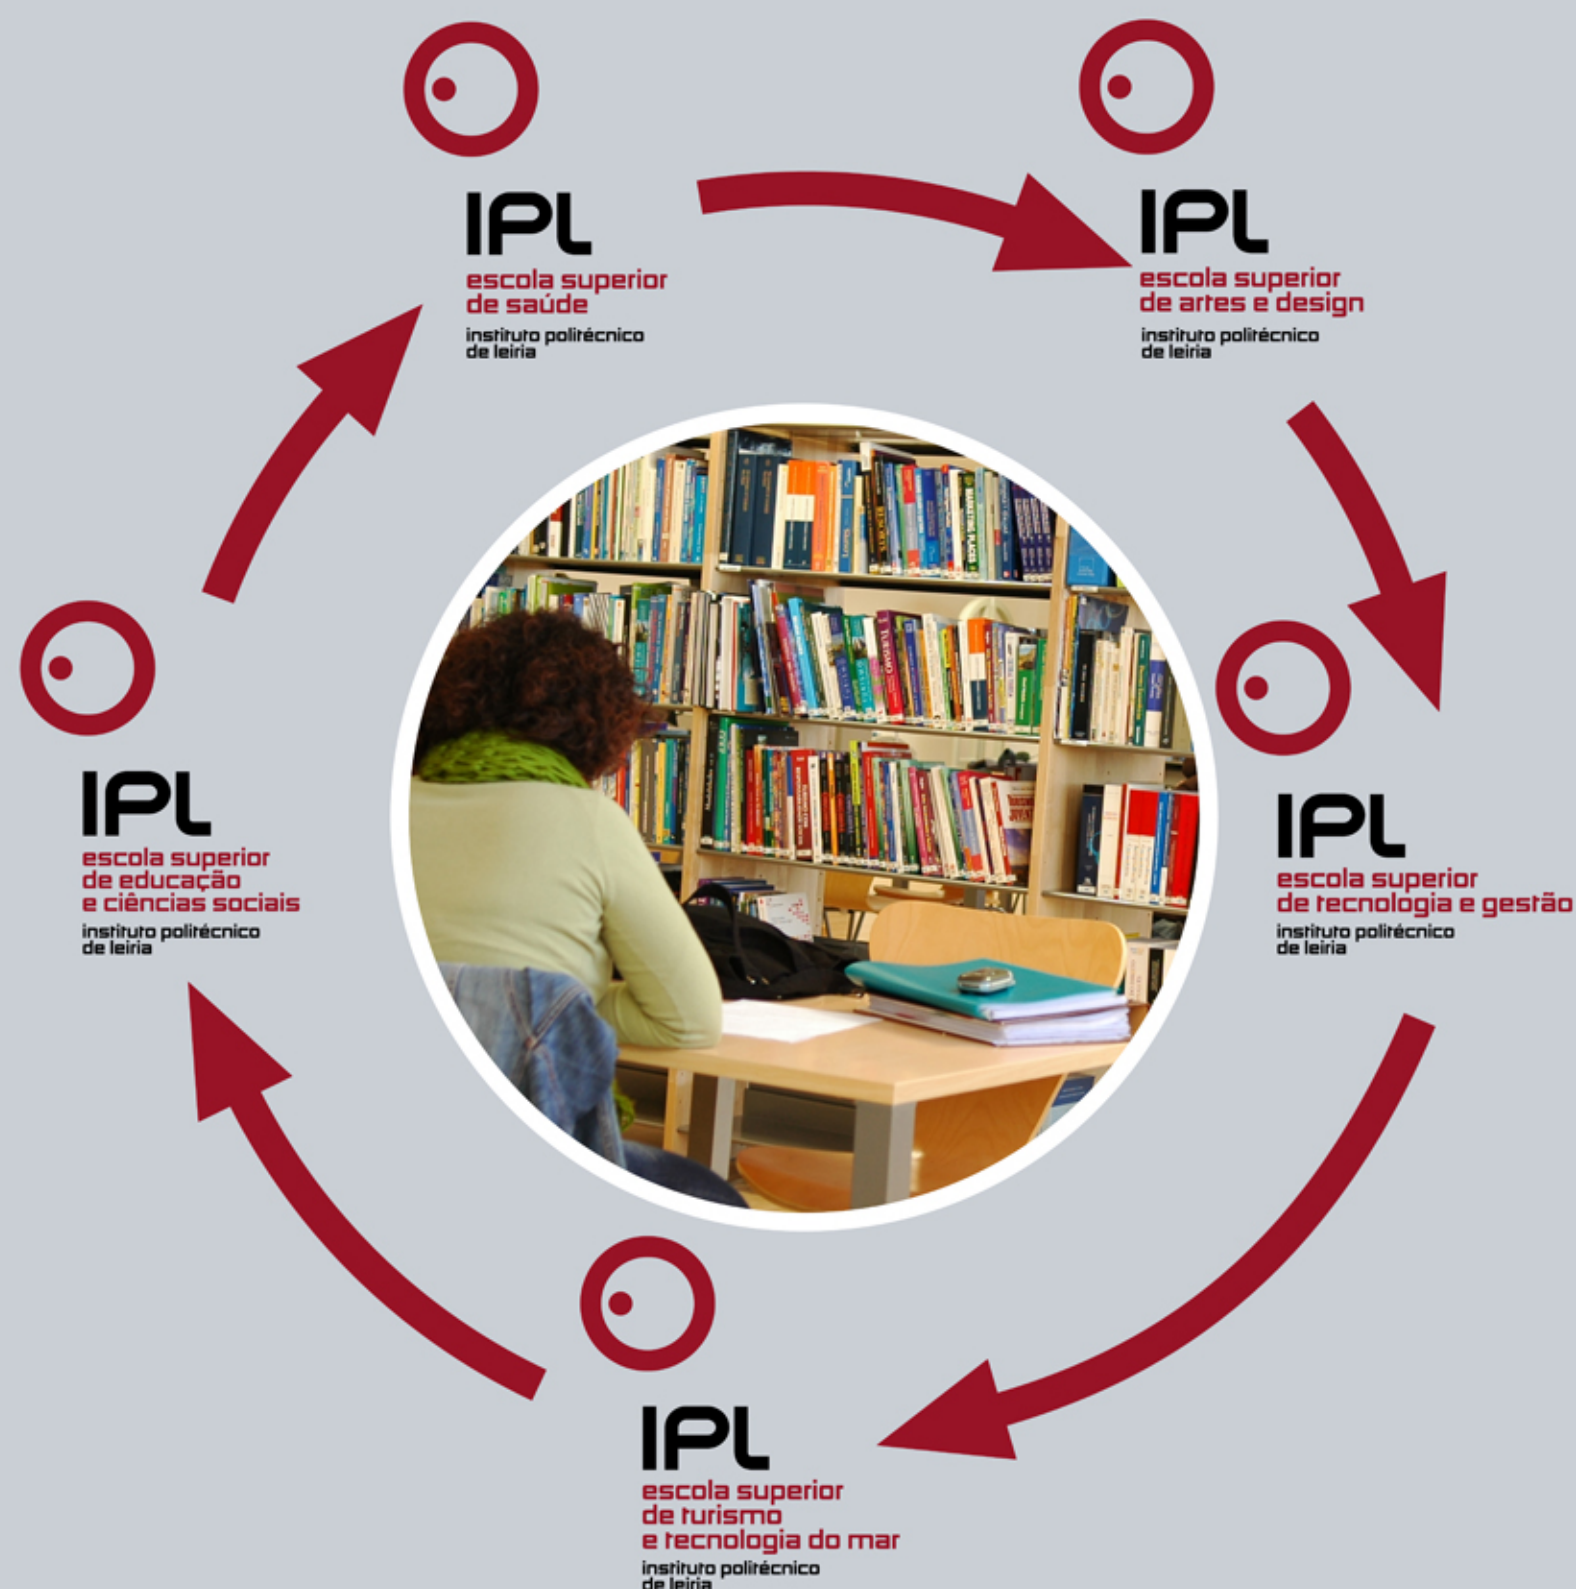 IPL
escola superior
de saúde
instituto politécnico
de leiria
IPL
escola superior
de artes e design
instituto politécnico
de leiria
IPL
escola superior
de educação
e ciências sociais
instituto politécnico
de leiria
IPL
escola superior
de tecnologia e gestão
instituto politécnico
de leiria
IPL
escola superior
de turismo
e tecnologia do mar
instituto politécnico
de leiria